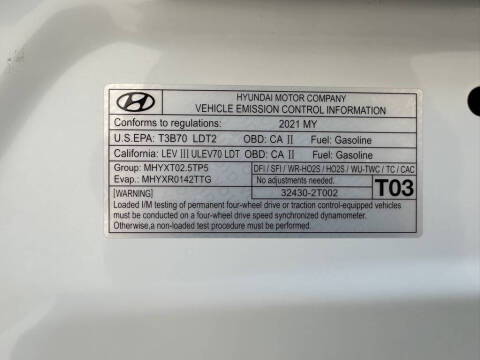 HYUNDAI MOTOR COMPANY
VEHICLE EMISSION CONTROL INFORMATION
Conforms to regulations: 2021 MY
U.S.EPA: T3B70 LDT2 OBD: CA II Fuel: Gasoline
California: LEV III ULEV70 LDT OBD: CA II Fuel: Gasoline
Group: MHYXT02.5TP5 DFI / SFI / WR-HO2S / HO2S / WU-TWC / TC / CAC
Evap.: MHYXR0142TTG No adjustments needed. T03
[WARNING] 32430-2T002
Loaded I/M testing of permanent four-wheel drive or traction control-equipped vehicles
must be conducted on a four-wheel drive speed synchronized dynamometer.
Otherwise,a non-loaded test procedure must be performed.